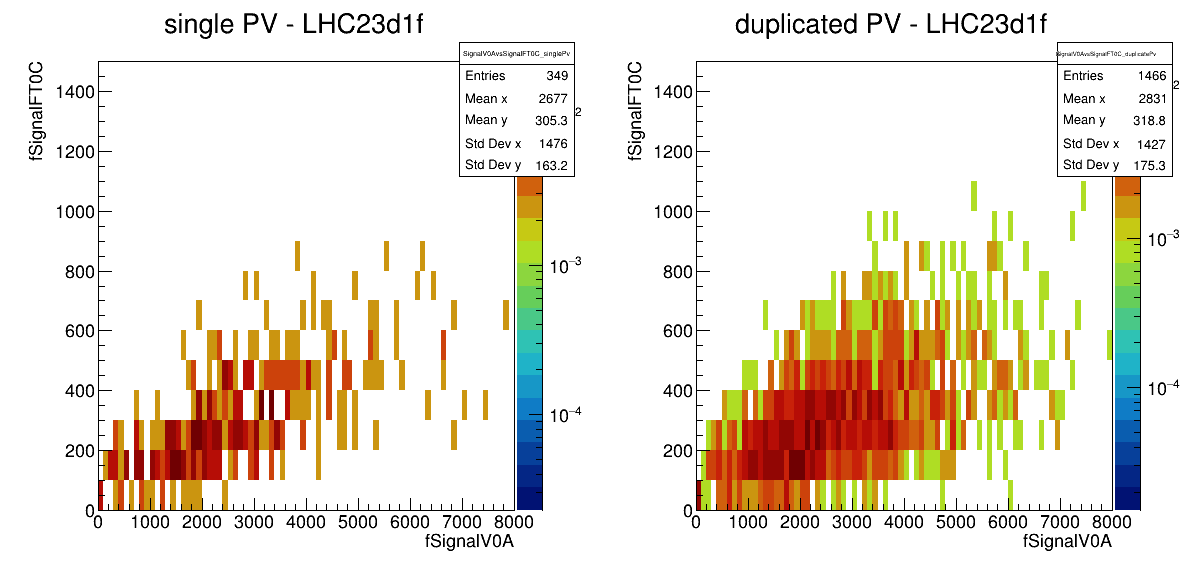 single PV - LHC23d1f
SignalV0AvsSignalFT0C_singlePv
Entries 349
Mean x 2677
Mean y 305.3
Std Dev x 1476
Std Dev y 163.2
fSignalFT0C
1400
1200
1000
800
600
400
200
0
0 1000 2000 3000 4000 5000 6000 7000 8000
fSignalV0A
2
10−3
10−4
duplicated PV - LHC23d1f
SignalV0AvsSignalFT0C_duplicatePv
Entries 1466
Mean x 2831
Mean y 318.8
Std Dev x 1427
Std Dev y 175.3
fSignalFT0C
1400
1200
1000
800
600
400
200
0
0 1000 2000 3000 4000 5000 6000 7000 8000
fSignalV0A
2
10−3
10−4